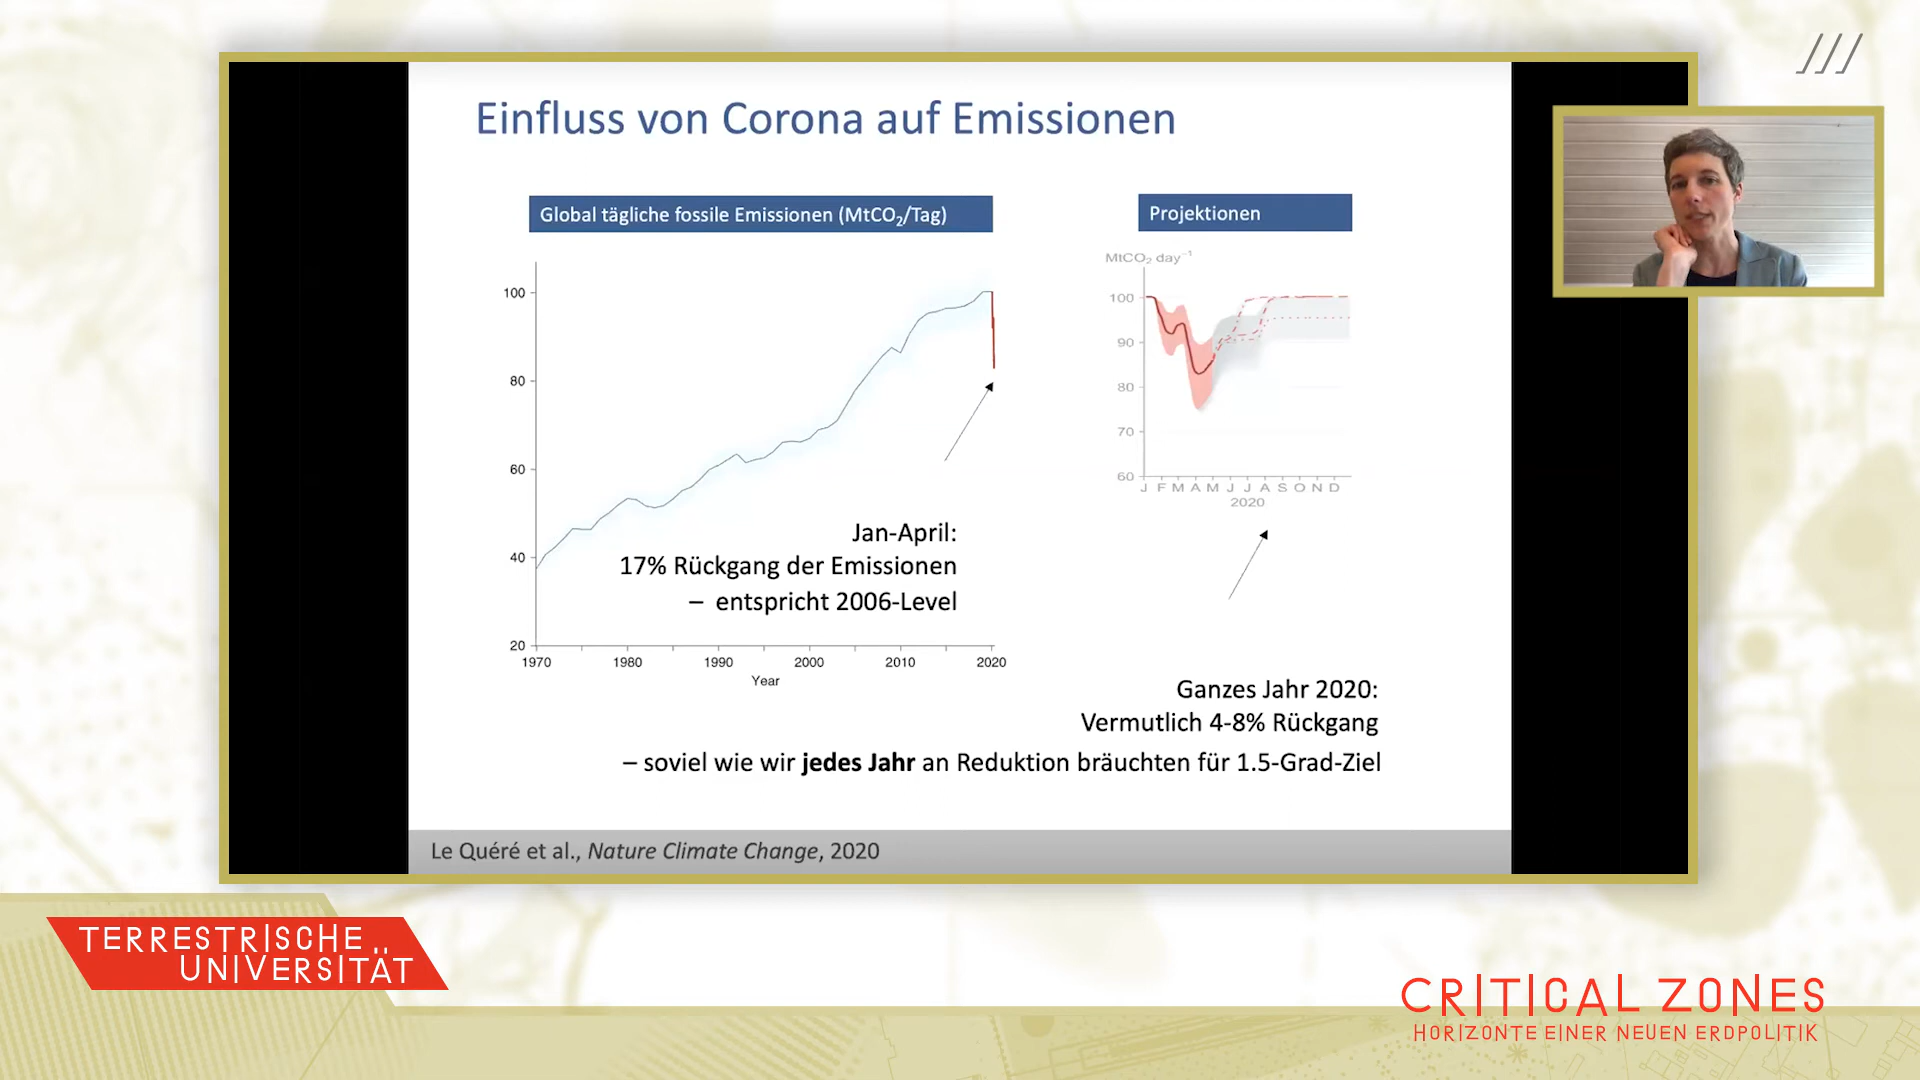 ///
Einfluss von Corona auf Emissionen
Global tägliche fossile Emissionen (MtCO₂/Tag)
100
80
60
40
20
1970 1980 1990 2000 2010 2020
Year
Jan-April:
17% Rückgang der Emissionen
– entspricht 2006-Level
Projektionen
MtCO₂ day⁻¹
100
90
80
70
60
J F M A M J J A S O N D
2020
Ganzes Jahr 2020:
Vermutlich 4-8% Rückgang
– soviel wie wir jedes Jahr an Reduktion bräuchten für 1.5-Grad-Ziel
Le Quéré et al., Nature Climate Change, 2020
TERRESTRISCHE
UNIVERSITÄT
CRITICAL ZONES
HORIZONTE EINER NEUEN ERDPOLITIK